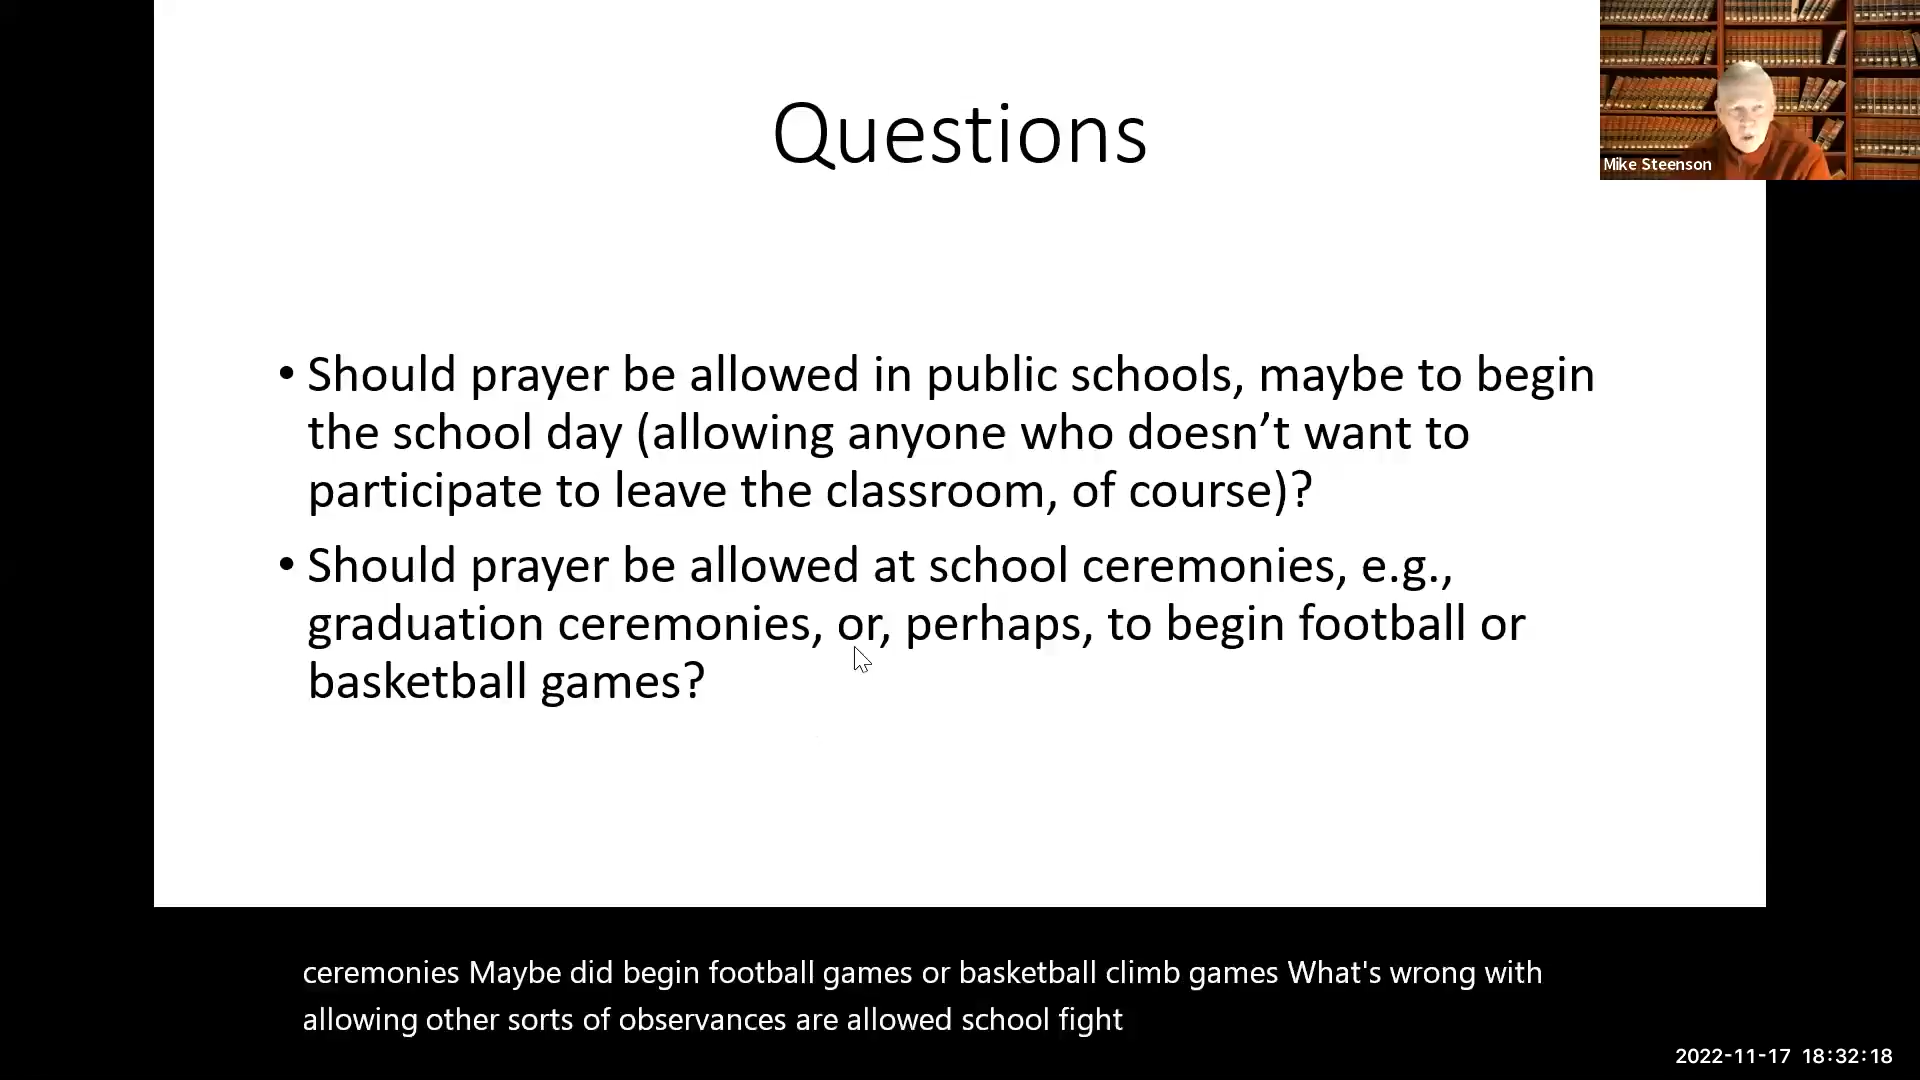 Questions
Mike Steenson
• Should prayer be allowed in public schools, maybe to begin
the school day (allowing anyone who doesn’t want to
participate to leave the classroom, of course)?
• Should prayer be allowed at school ceremonies, e.g.,
graduation ceremonies, or, perhaps, to begin football or
basketball games?
ceremonies Maybe did begin football games or basketball climb games What's wrong with
allowing other sorts of observances are allowed school fight
2022-11-17 18:32:18